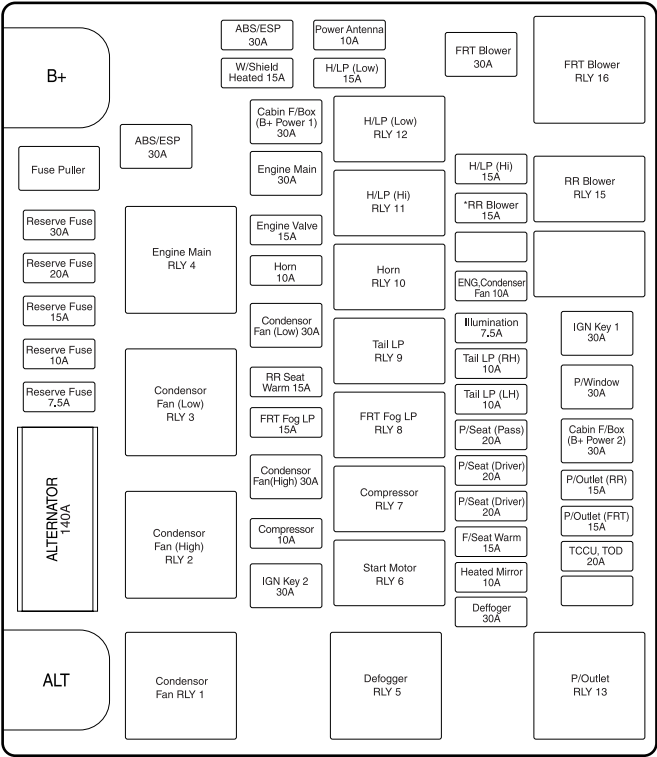 B+
ABS/ESP
30A
Power Antenna
10A
W/Shield
Heated 15A
H/LP (Low)
15A
FRT Blower
30A
FRT Blower
RLY 16
ABS/ESP
30A
Fuse Puller
Reserve Fuse
30A
Reserve Fuse
20A
Reserve Fuse
15A
Reserve Fuse
10A
Reserve Fuse
7.5A
ALTERNATOR
140A
ALT
Engine Main
RLY 4
Condensor
Fan (Low)
RLY 3
Condensor
Fan (High)
RLY 2
Condensor
Fan RLY 1
Cabin F/Box
(B+ Power 1)
30A
Engine Main
30A
Engine Valve
15A
Horn
10A
Condensor
Fan (Low) 30A
RR Seat
Warm 15A
FRT Fog LP
15A
Condensor
Fan(High) 30A
Compressor
10A
IGN Key 2
30A
H/LP (Low)
RLY 12
H/LP (Hi)
RLY 11
Horn
RLY 10
Tail LP
RLY 9
FRT Fog LP
RLY 8
Compressor
RLY 7
Start Motor
RLY 6
Defogger
RLY 5
H/LP (Hi)
15A
*RR Blower
15A
ENG,Condenser
Fan 10A
Illumination
7.5A
Tail LP (RH)
10A
Tail LP (LH)
10A
P/Seat (Pass)
20A
P/Seat (Driver)
20A
P/Seat (Driver)
20A
F/Seat Warm
15A
Heated Mirror
10A
Deffoger
30A
RR Blower
RLY 15
IGN Key 1
30A
P/Window
30A
Cabin F/Box
(B+ Power 2)
30A
P/Outlet (RR)
15A
P/Outlet (FRT)
15A
TCCU, TOD
20A
P/Outlet
RLY 13